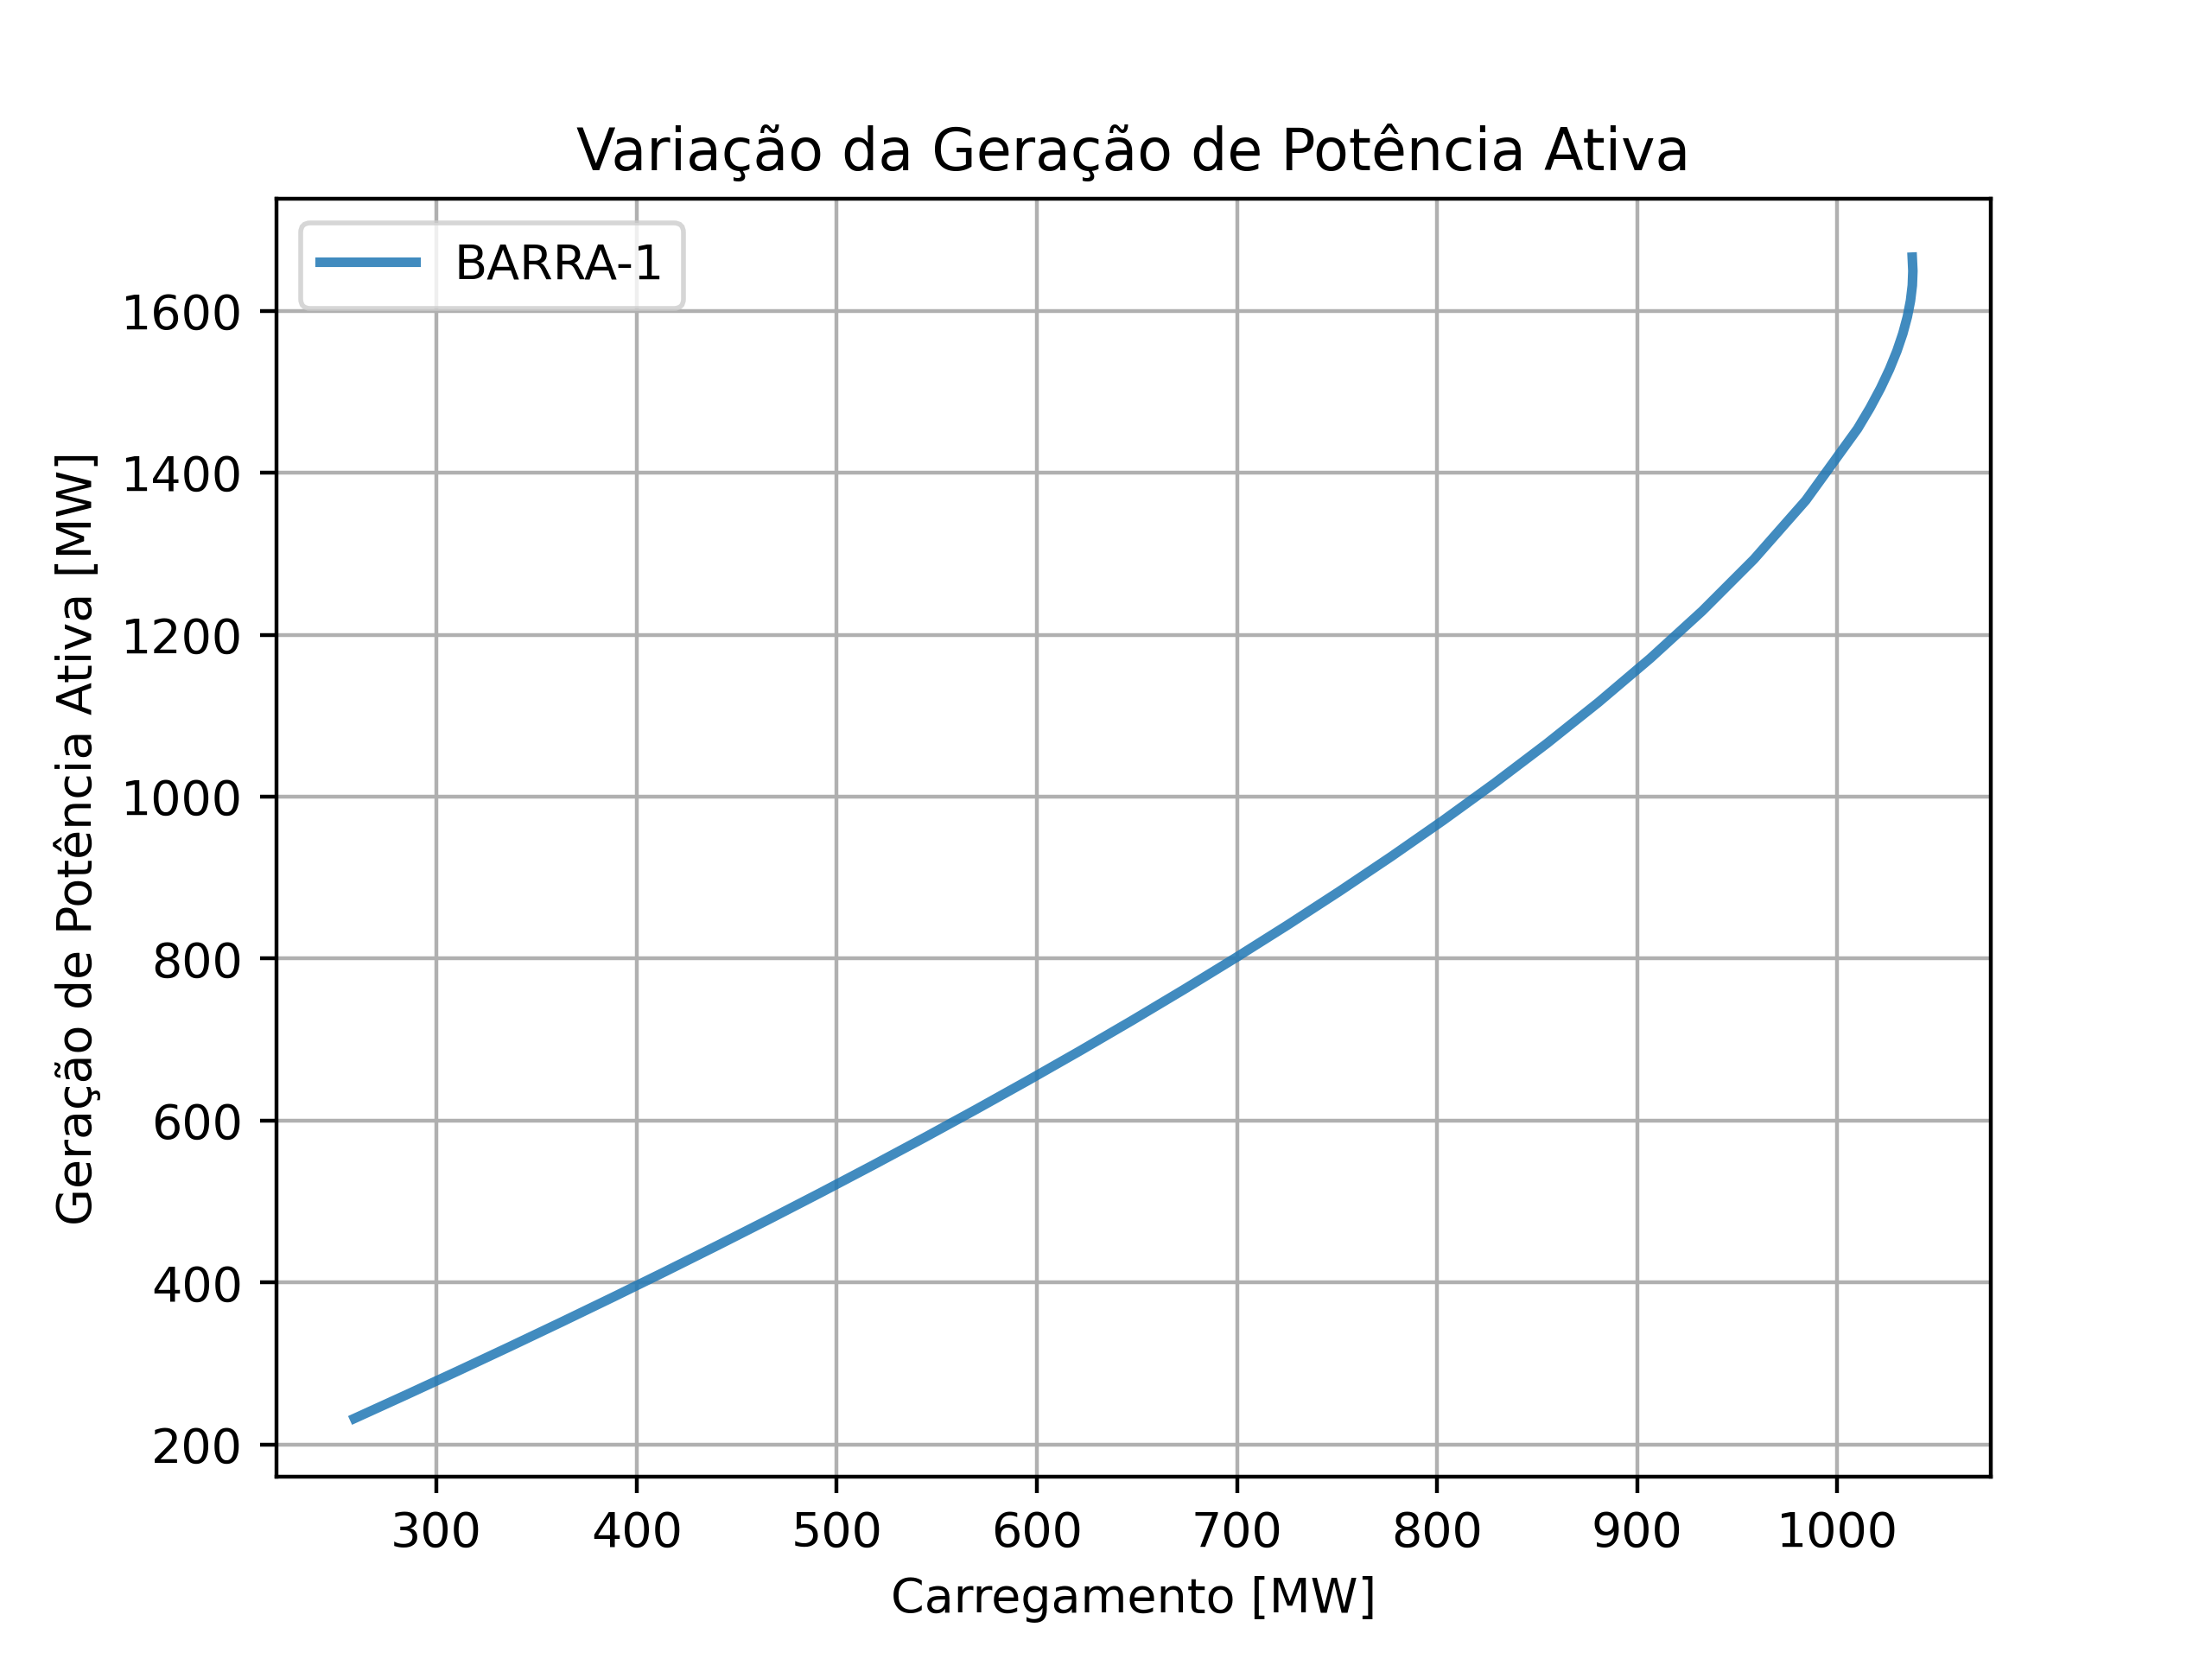 Variação da Geração de Potência Ativa
BARRA-1
Geração de Potência Ativa [MW]
1600
1400
1200
1000
800
600
400
200
300 400 500 600 700 800 900 1000
Carregamento [MW]